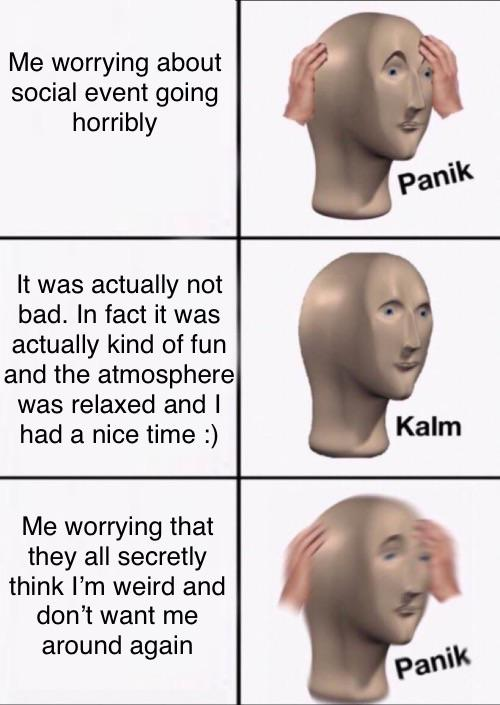 Me worrying about
social event going
horribly
Panik
It was actually not
bad. In fact it was
actually kind of fun
and the atmosphere
was relaxed and I
had a nice time :)
Kalm
Me worrying that
they all secretly
think I’m weird and
don’t want me
around again
Panik